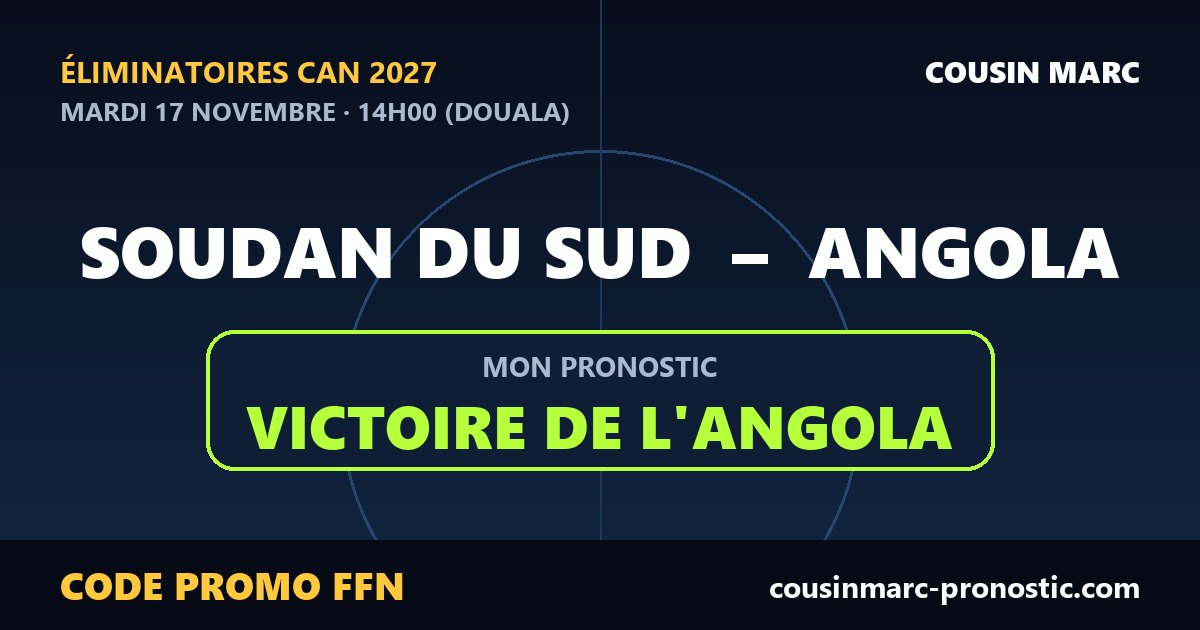 ÉLIMINATOIRES CAN 2027
COUSIN MARC
MARDI 17 NOVEMBRE · 14H00 (DOUALA)
SOUDAN DU SUD – ANGOLA
MON PRONOSTIC
VICTOIRE DE L'ANGOLA
CODE PROMO FFN
cousinmarc-pronostic.com